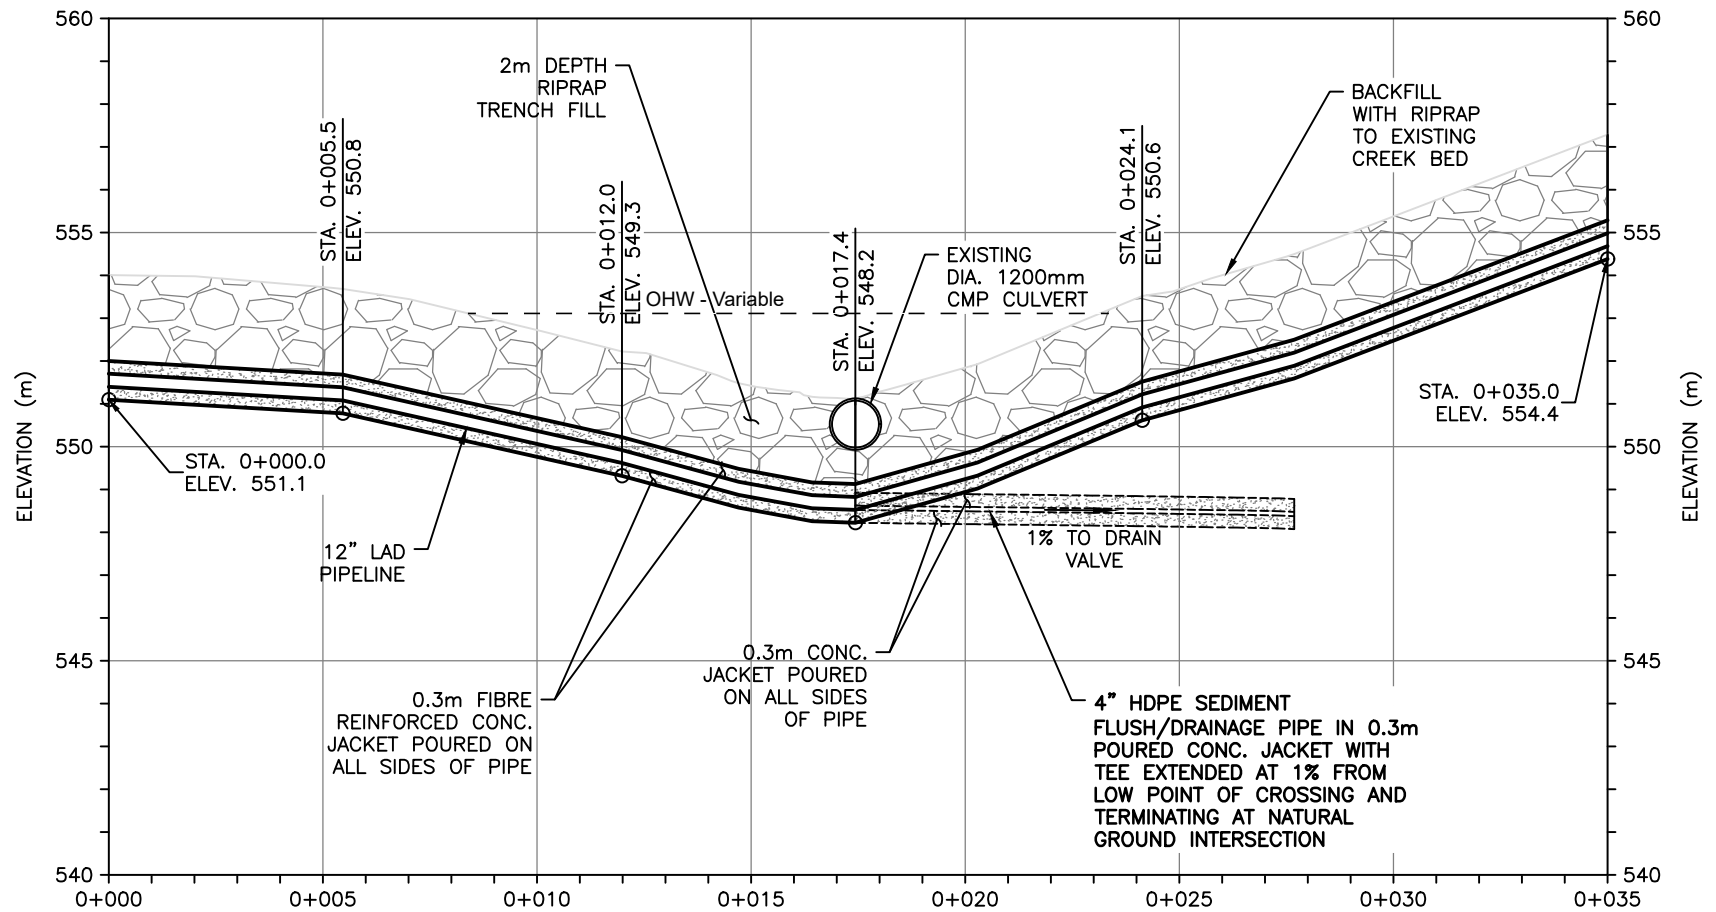 560
560
2m DEPTH
RIPRAP
TRENCH FILL
BACKFILL
WITH RIPRAP
TO EXISTING
CREEK BED
STA. 0+005.5
ELEV. 550.8
STA. 0+012.0
ELEV. 549.3
STA. 0+017.4
ELEV. 548.2
STA. 0+024.1
ELEV. 550.6
555
555
EXISTING
DIA. 1200mm
CMP CULVERT
OHW - Variable
STA. 0+035.0
ELEV. 554.4
ELEVATION (m)
ELEVATION (m)
550
550
STA. 0+000.0
ELEV. 551.1
12" LAD
PIPELINE
1% TO DRAIN
VALVE
545
545
0.3m FIBRE
REINFORCED CONC.
JACKET POURED ON
ALL SIDES OF PIPE
0.3m CONC.
JACKET POURED
ON ALL SIDES
OF PIPE
4" HDPE SEDIMENT
FLUSH/DRAINAGE PIPE IN 0.3m
POURED CONC. JACKET WITH
TEE EXTENDED AT 1% FROM
LOW POINT OF CROSSING AND
TERMINATING AT NATURAL
GROUND INTERSECTION
540
540
0+000
0+005
0+010
0+015
0+020
0+025
0+030
0+035